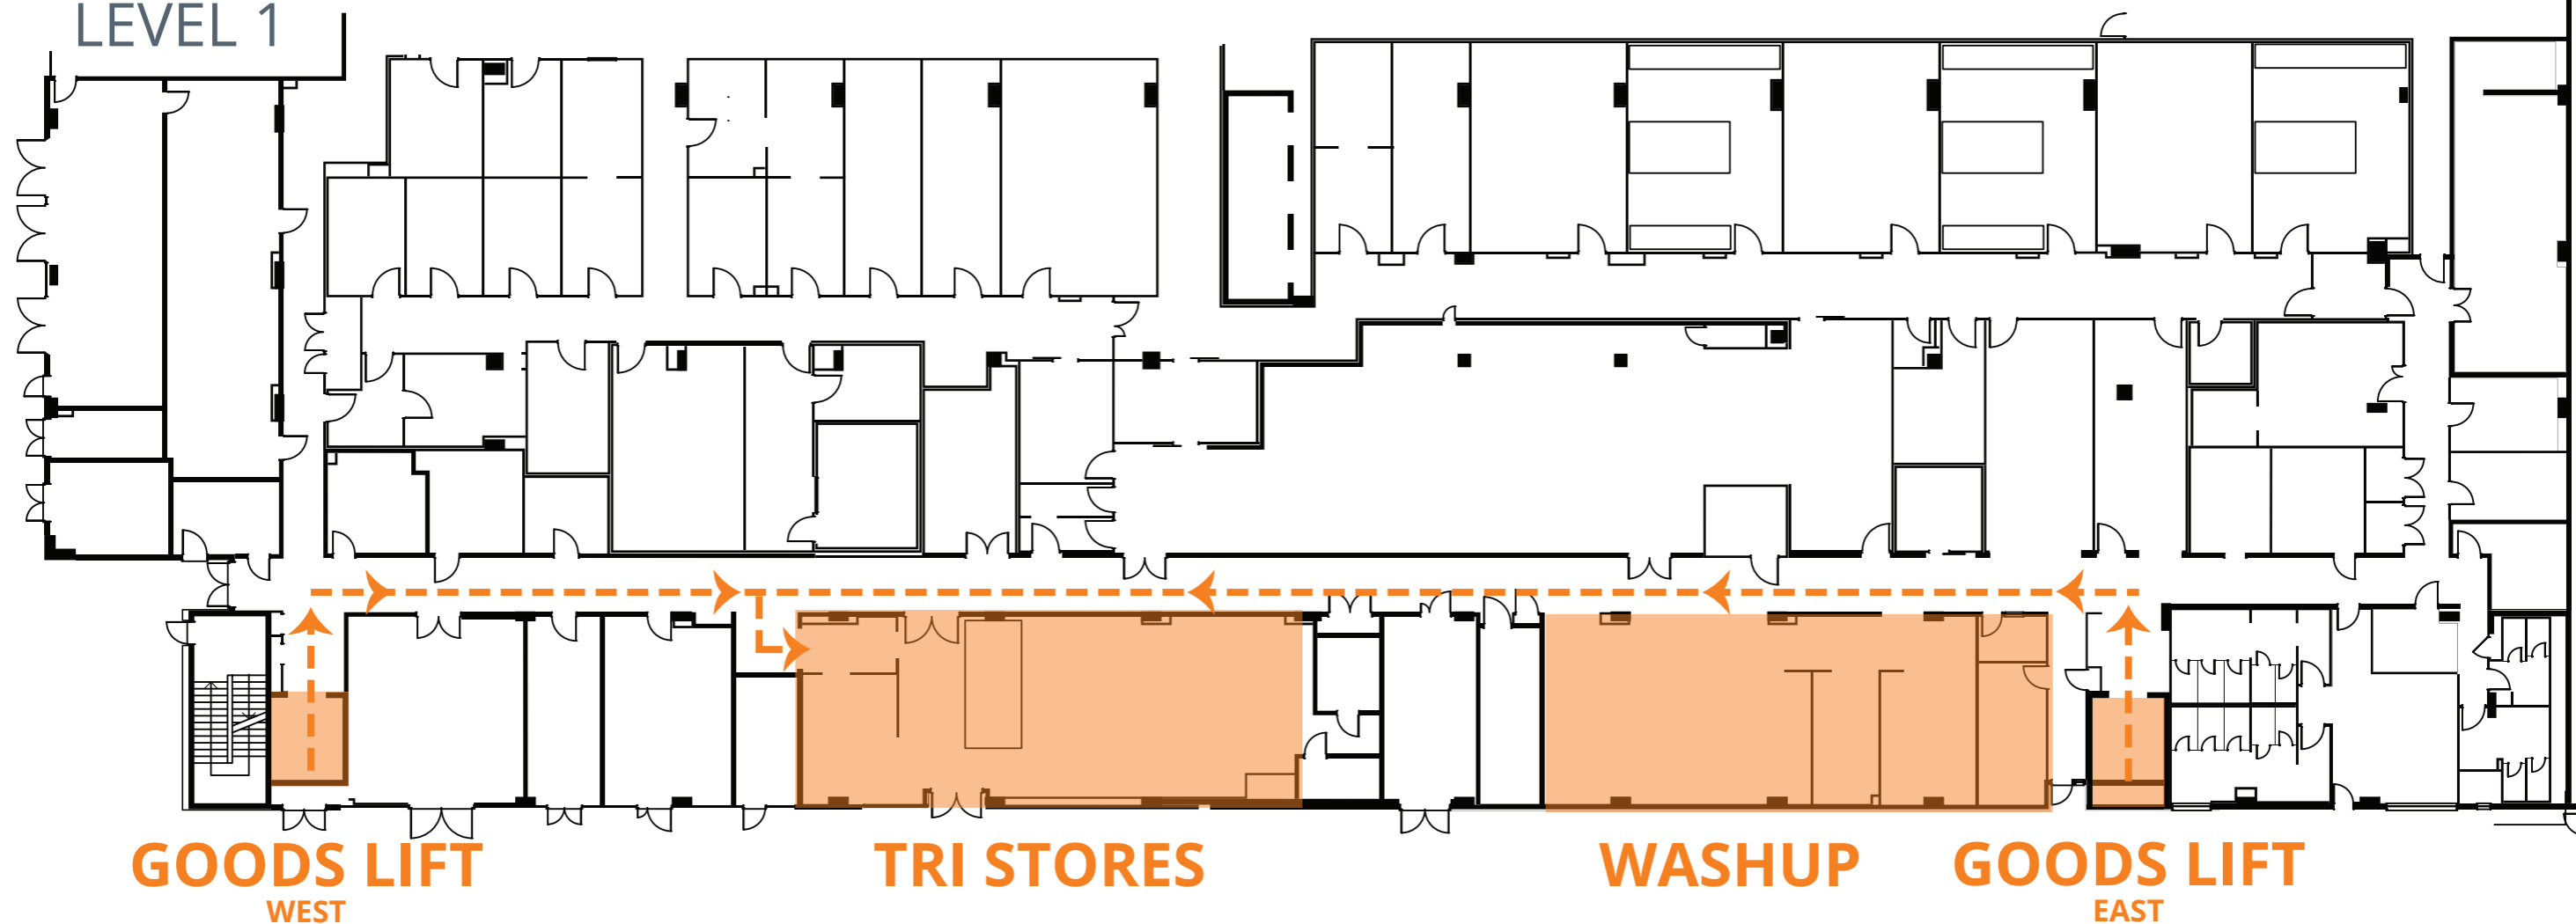 LEVEL 1
GOODS LIFT
WEST
TRI STORES
WASHUP
GOODS LIFT
EAST